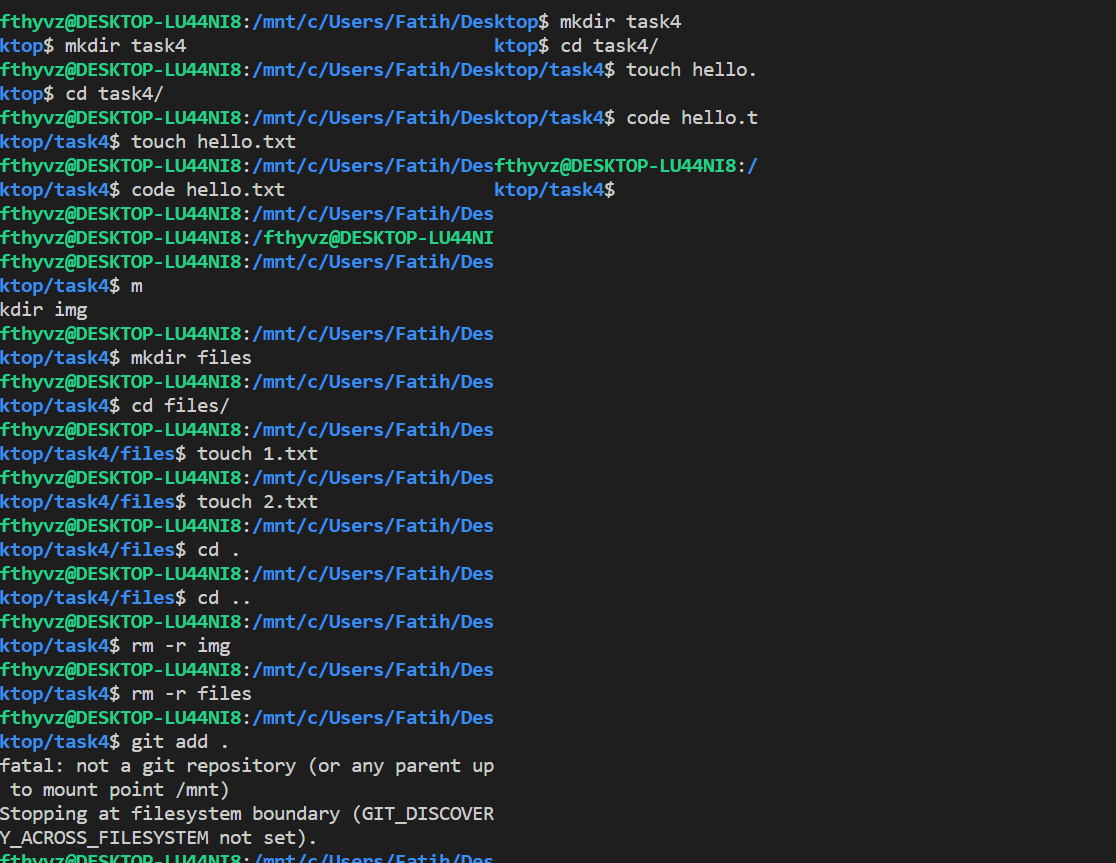 fthyvz@DESKTOP-LU44NI8:/mnt/c/Users/Fatih/Desktop$ mkdir task4
ktop$ mkdir task4 ktop$ cd task4/
fthyvz@DESKTOP-LU44NI8:/mnt/c/Users/Fatih/Desktop/task4$ touch hello.
ktop$ cd task4/
fthyvz@DESKTOP-LU44NI8:/mnt/c/Users/Fatih/Desktop/task4$ code hello.t
ktop/task4$ touch hello.txt
fthyvz@DESKTOP-LU44NI8:/mnt/c/Users/Fatih/Desfthyvz@DESKTOP-LU44NI8:/
ktop/task4$ code hello.txt ktop/task4$
fthyvz@DESKTOP-LU44NI8:/mnt/c/Users/Fatih/Des
fthyvz@DESKTOP-LU44NI8:/fthyvz@DESKTOP-LU44NI
fthyvz@DESKTOP-LU44NI8:/mnt/c/Users/Fatih/Des
ktop/task4$ m
kdir img
fthyvz@DESKTOP-LU44NI8:/mnt/c/Users/Fatih/Des
ktop/task4$ mkdir files
fthyvz@DESKTOP-LU44NI8:/mnt/c/Users/Fatih/Des
ktop/task4$ cd files/
fthyvz@DESKTOP-LU44NI8:/mnt/c/Users/Fatih/Des
ktop/task4/files$ touch 1.txt
fthyvz@DESKTOP-LU44NI8:/mnt/c/Users/Fatih/Des
ktop/task4/files$ touch 2.txt
fthyvz@DESKTOP-LU44NI8:/mnt/c/Users/Fatih/Des
ktop/task4/files$ cd .
fthyvz@DESKTOP-LU44NI8:/mnt/c/Users/Fatih/Des
ktop/task4/files$ cd ..
fthyvz@DESKTOP-LU44NI8:/mnt/c/Users/Fatih/Des
ktop/task4$ rm -r img
fthyvz@DESKTOP-LU44NI8:/mnt/c/Users/Fatih/Des
ktop/task4$ rm -r files
fthyvz@DESKTOP-LU44NI8:/mnt/c/Users/Fatih/Des
ktop/task4$ git add .
fatal: not a git repository (or any parent up
 to mount point /mnt)
Stopping at filesystem boundary (GIT_DISCOVER
Y_ACROSS_FILESYSTEM not set).
fthyvz@DESKTOP-LU44NI8:/mnt/c/Users/Fatih/Des